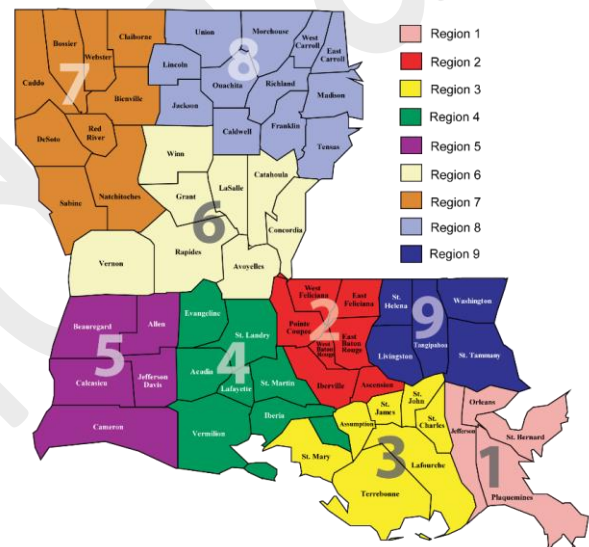 Union
Morehouse
West
Carroll
East
Carroll
Claiborne
Bossier
Webster
Lincoln
8
Ouachita
Richland
Madison
Caddo
7
Bienville
Jackson
Caldwell
Franklin
Tensas
DeSoto
Red
River
Winn
LaSalle
Catahoula
Sabine
Natchitoches
Grant
6
Concordia
Rapides
Vernon
Avoyelles
Region 1
Region 2
Region 3
Region 4
Region 5
Region 6
Region 7
Region 8
Region 9
West
Feliciana
East
Feliciana
St.
Helena
Washington
Beauregard
Allen
Evangeline
St. Landry
Pointe
Coupee
2
West
Baton
Rouge
East
Baton
Rouge
9
Tangipahoa
Livingston
St. Tammany
5
Calcasieu
Jefferson
Davis
Acadia
4
Lafayette
St. Martin
Iberville
Ascension
Cameron
Vermilion
Iberia
Assumption
St.
James
St.
John
St.
Charles
Orleans
Jefferson
St. Bernard
St. Mary
3
Lafourche
Terrebonne
1
Plaquemines